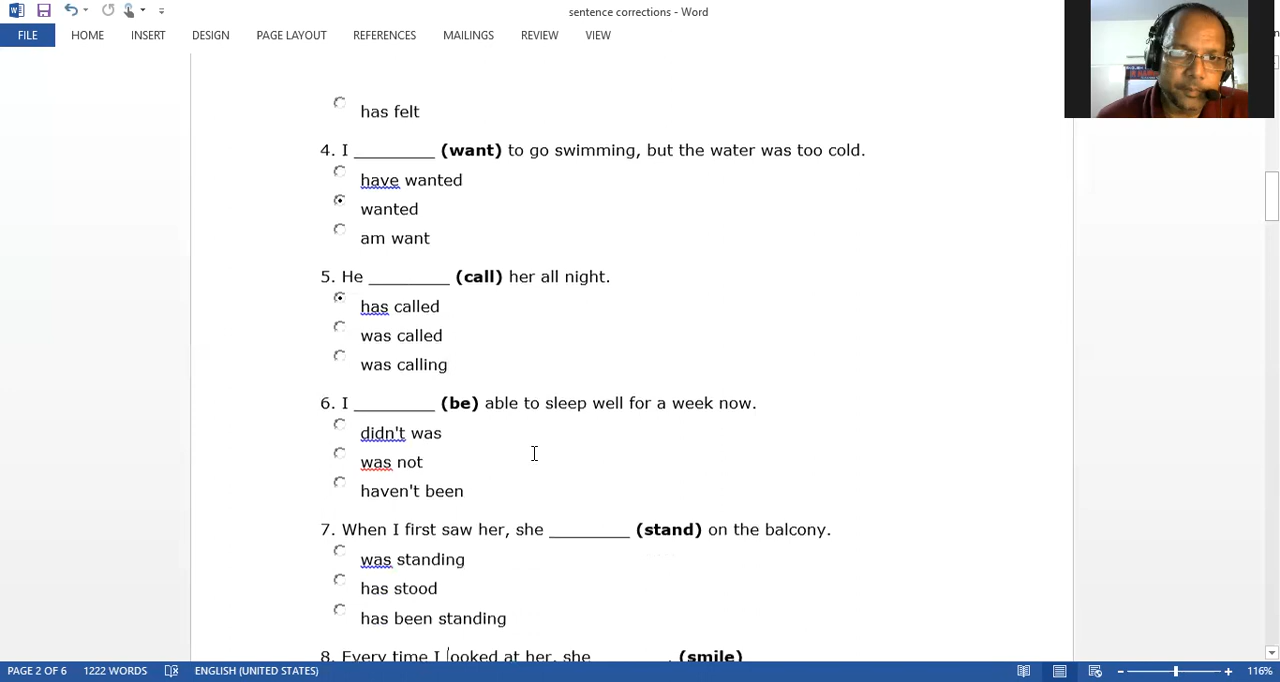 sentence corrections - Word
FILE HOME INSERT DESIGN PAGE LAYOUT REFERENCES MAILINGS REVIEW VIEW
has felt
4. I _________ (want) to go swimming, but the water was too cold.
have wanted
wanted
am want
5. He _________ (call) her all night.
has called
was called
was calling
6. I _________ (be) able to sleep well for a week now.
didn't was
was not
haven't been
7. When I first saw her, she _________ (stand) on the balcony.
was standing
has stood
has been standing
8. Every time I looked at her, she _________. (smile)
PAGE 2 OF 6 1222 WORDS ENGLISH (UNITED STATES) 116%